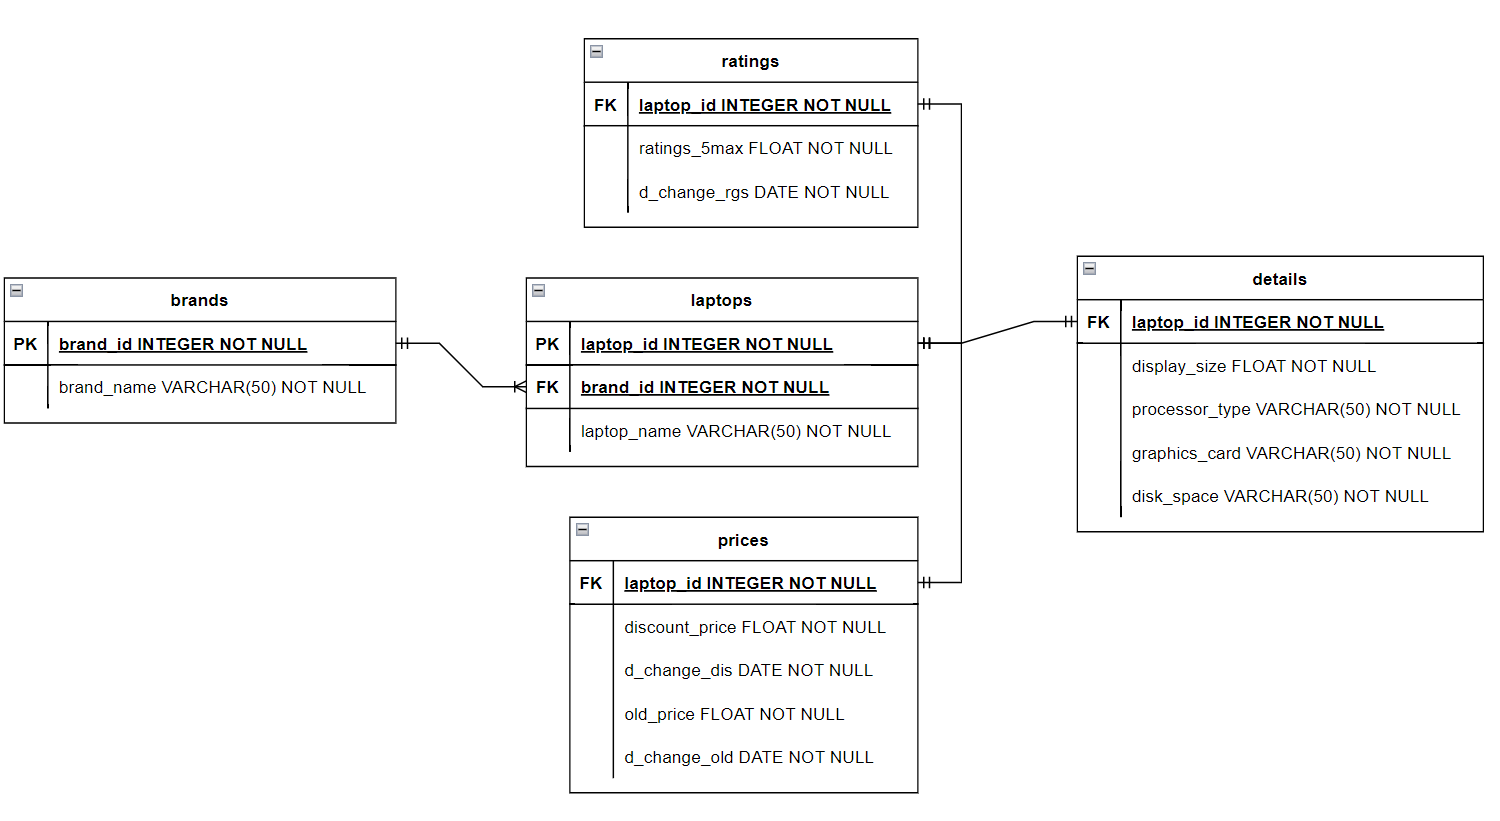 ratings
FK laptop_id INTEGER NOT NULL
ratings_5max FLOAT NOT NULL
d_change_rgs DATE NOT NULL
brands
PK brand_id INTEGER NOT NULL
brand_name VARCHAR(50) NOT NULL
laptops
PK laptop_id INTEGER NOT NULL
FK brand_id INTEGER NOT NULL
laptop_name VARCHAR(50) NOT NULL
details
FK laptop_id INTEGER NOT NULL
display_size FLOAT NOT NULL
processor_type VARCHAR(50) NOT NULL
graphics_card VARCHAR(50) NOT NULL
disk_space VARCHAR(50) NOT NULL
prices
FK laptop_id INTEGER NOT NULL
discount_price FLOAT NOT NULL
d_change_dis DATE NOT NULL
old_price FLOAT NOT NULL
d_change_old DATE NOT NULL